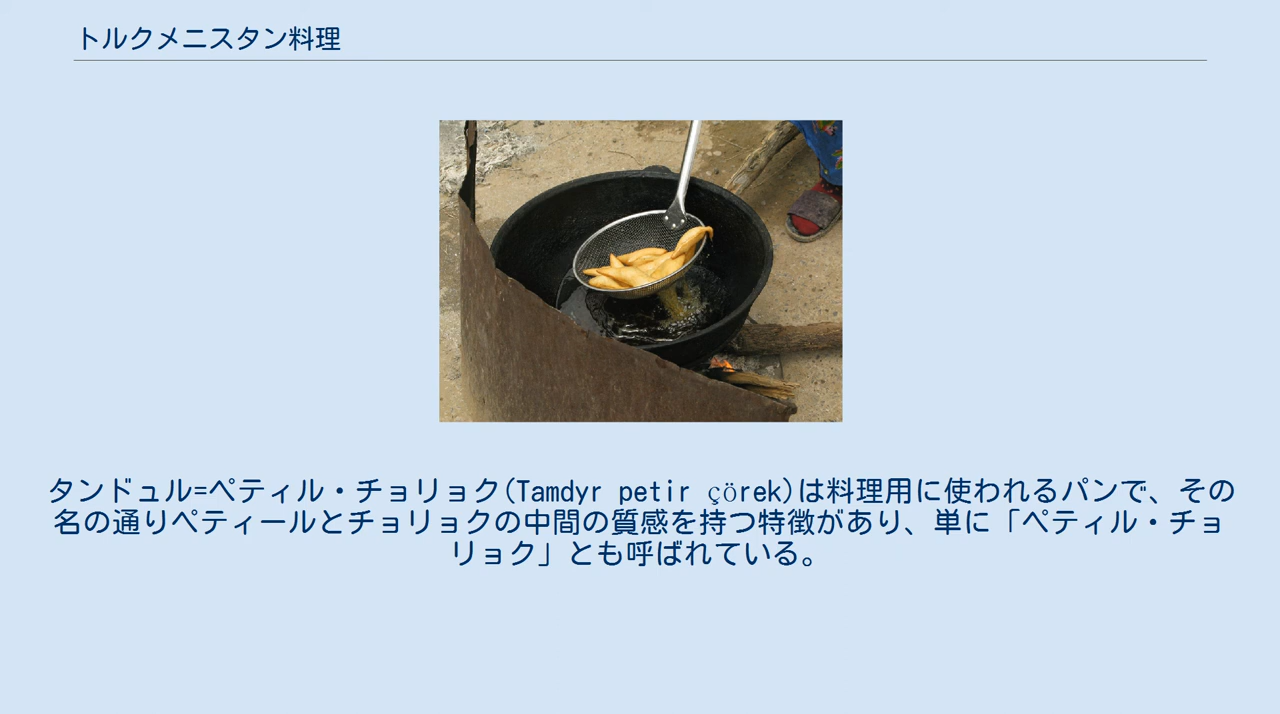 トルクメニスタン料理
タンドュル=ペティル・チョリョク(Tamdyr petir çörek)は料理用に使われるパンで、その
名の通りペティールとチョリョクの中間の質感を持つ特徴があり、単に「ペティル・チョ
リョク」とも呼ばれている。